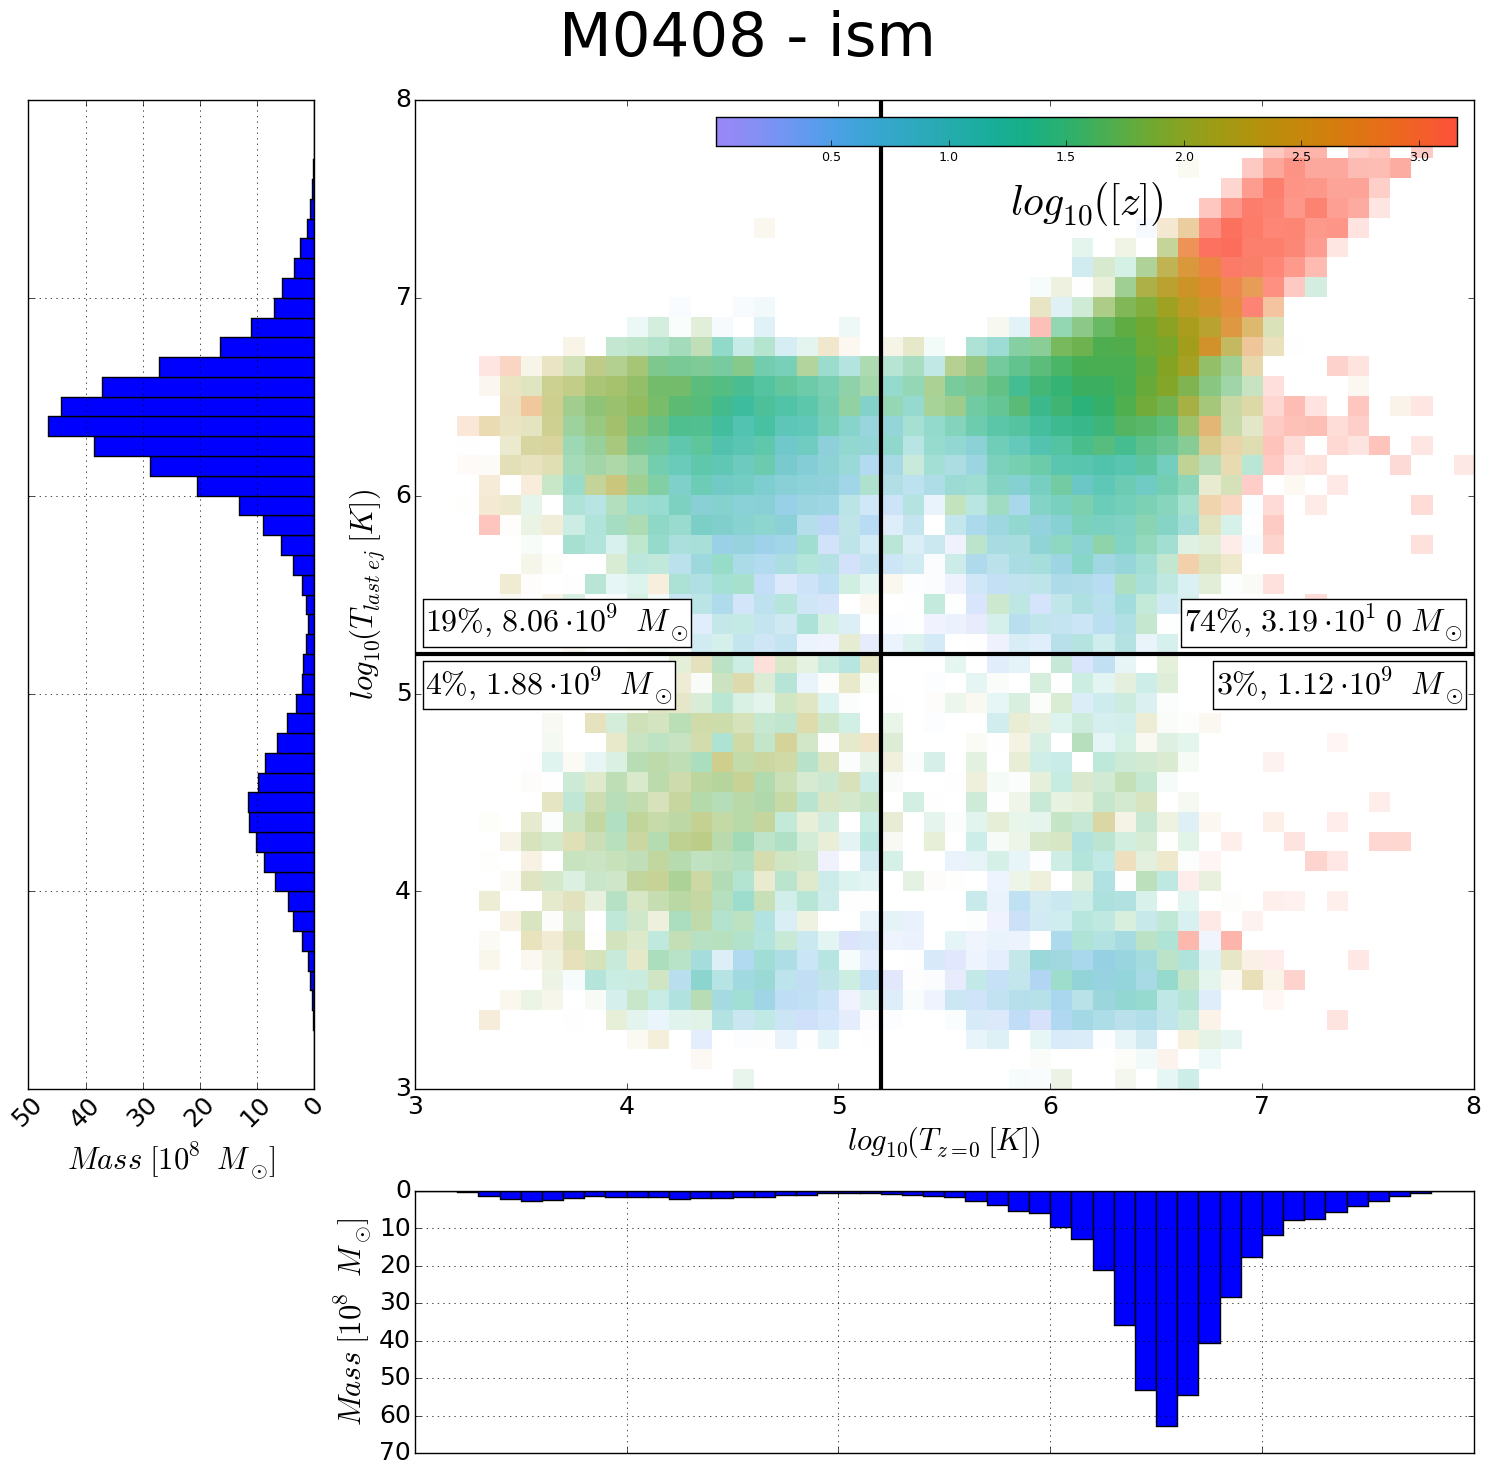 M0408 - ism
8
0.5 1.0 1.5 2.0 2.5 3.0
log10([z])
7
6
log10(Tlast ej [K])
19%, 8.06·10^9 M⊙
74%, 3.19·10^1 0 M⊙
4%, 1.88·10^9 M⊙
3%, 1.12·10^9 M⊙
5
4
3
50 40 30 20 10 0
Mass [10^8 M⊙]
3 4 5 6 7 8
log10(Tz=0 [K])
0
10
20
30
40
50
60
70
Mass [10^8 M⊙]